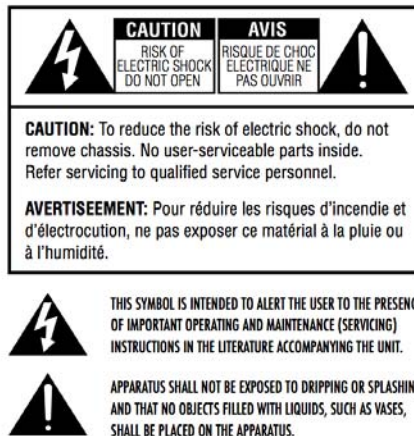 CAUTION
RISK OF
ELECTRIC SHOCK
DO NOT OPEN
AVIS
RISQUE DE CHOC
ELECTRIQUE NE
PAS OUVRIR
CAUTION: To reduce the risk of electric shock, do not
remove chassis. No user-serviceable parts inside.
Refer servicing to qualified service personnel.
AVERTISEEMENT: Pour réduire les risques d'incendie et
d'électrocution, ne pas exposer ce matérial à la pluie ou
à l'humidité.
THIS SYMBOL IS INTENDED TO ALERT THE USER TO THE PRESENC
OF IMPORTANT OPERATING AND MAINTENANCE (SERVICING)
INSTRUCTIONS IN THE LITERATURE ACCOMPANYING THE UNIT.
APPARATUS SHALL NOT BE EXPOSED TO DRIPPING OR SPLASHIN
AND THAT NO OBJECTS FILLED WITH LIQUIDS, SUCH AS VASES,
SHALL BE PLACED ON THE APPARATUS.